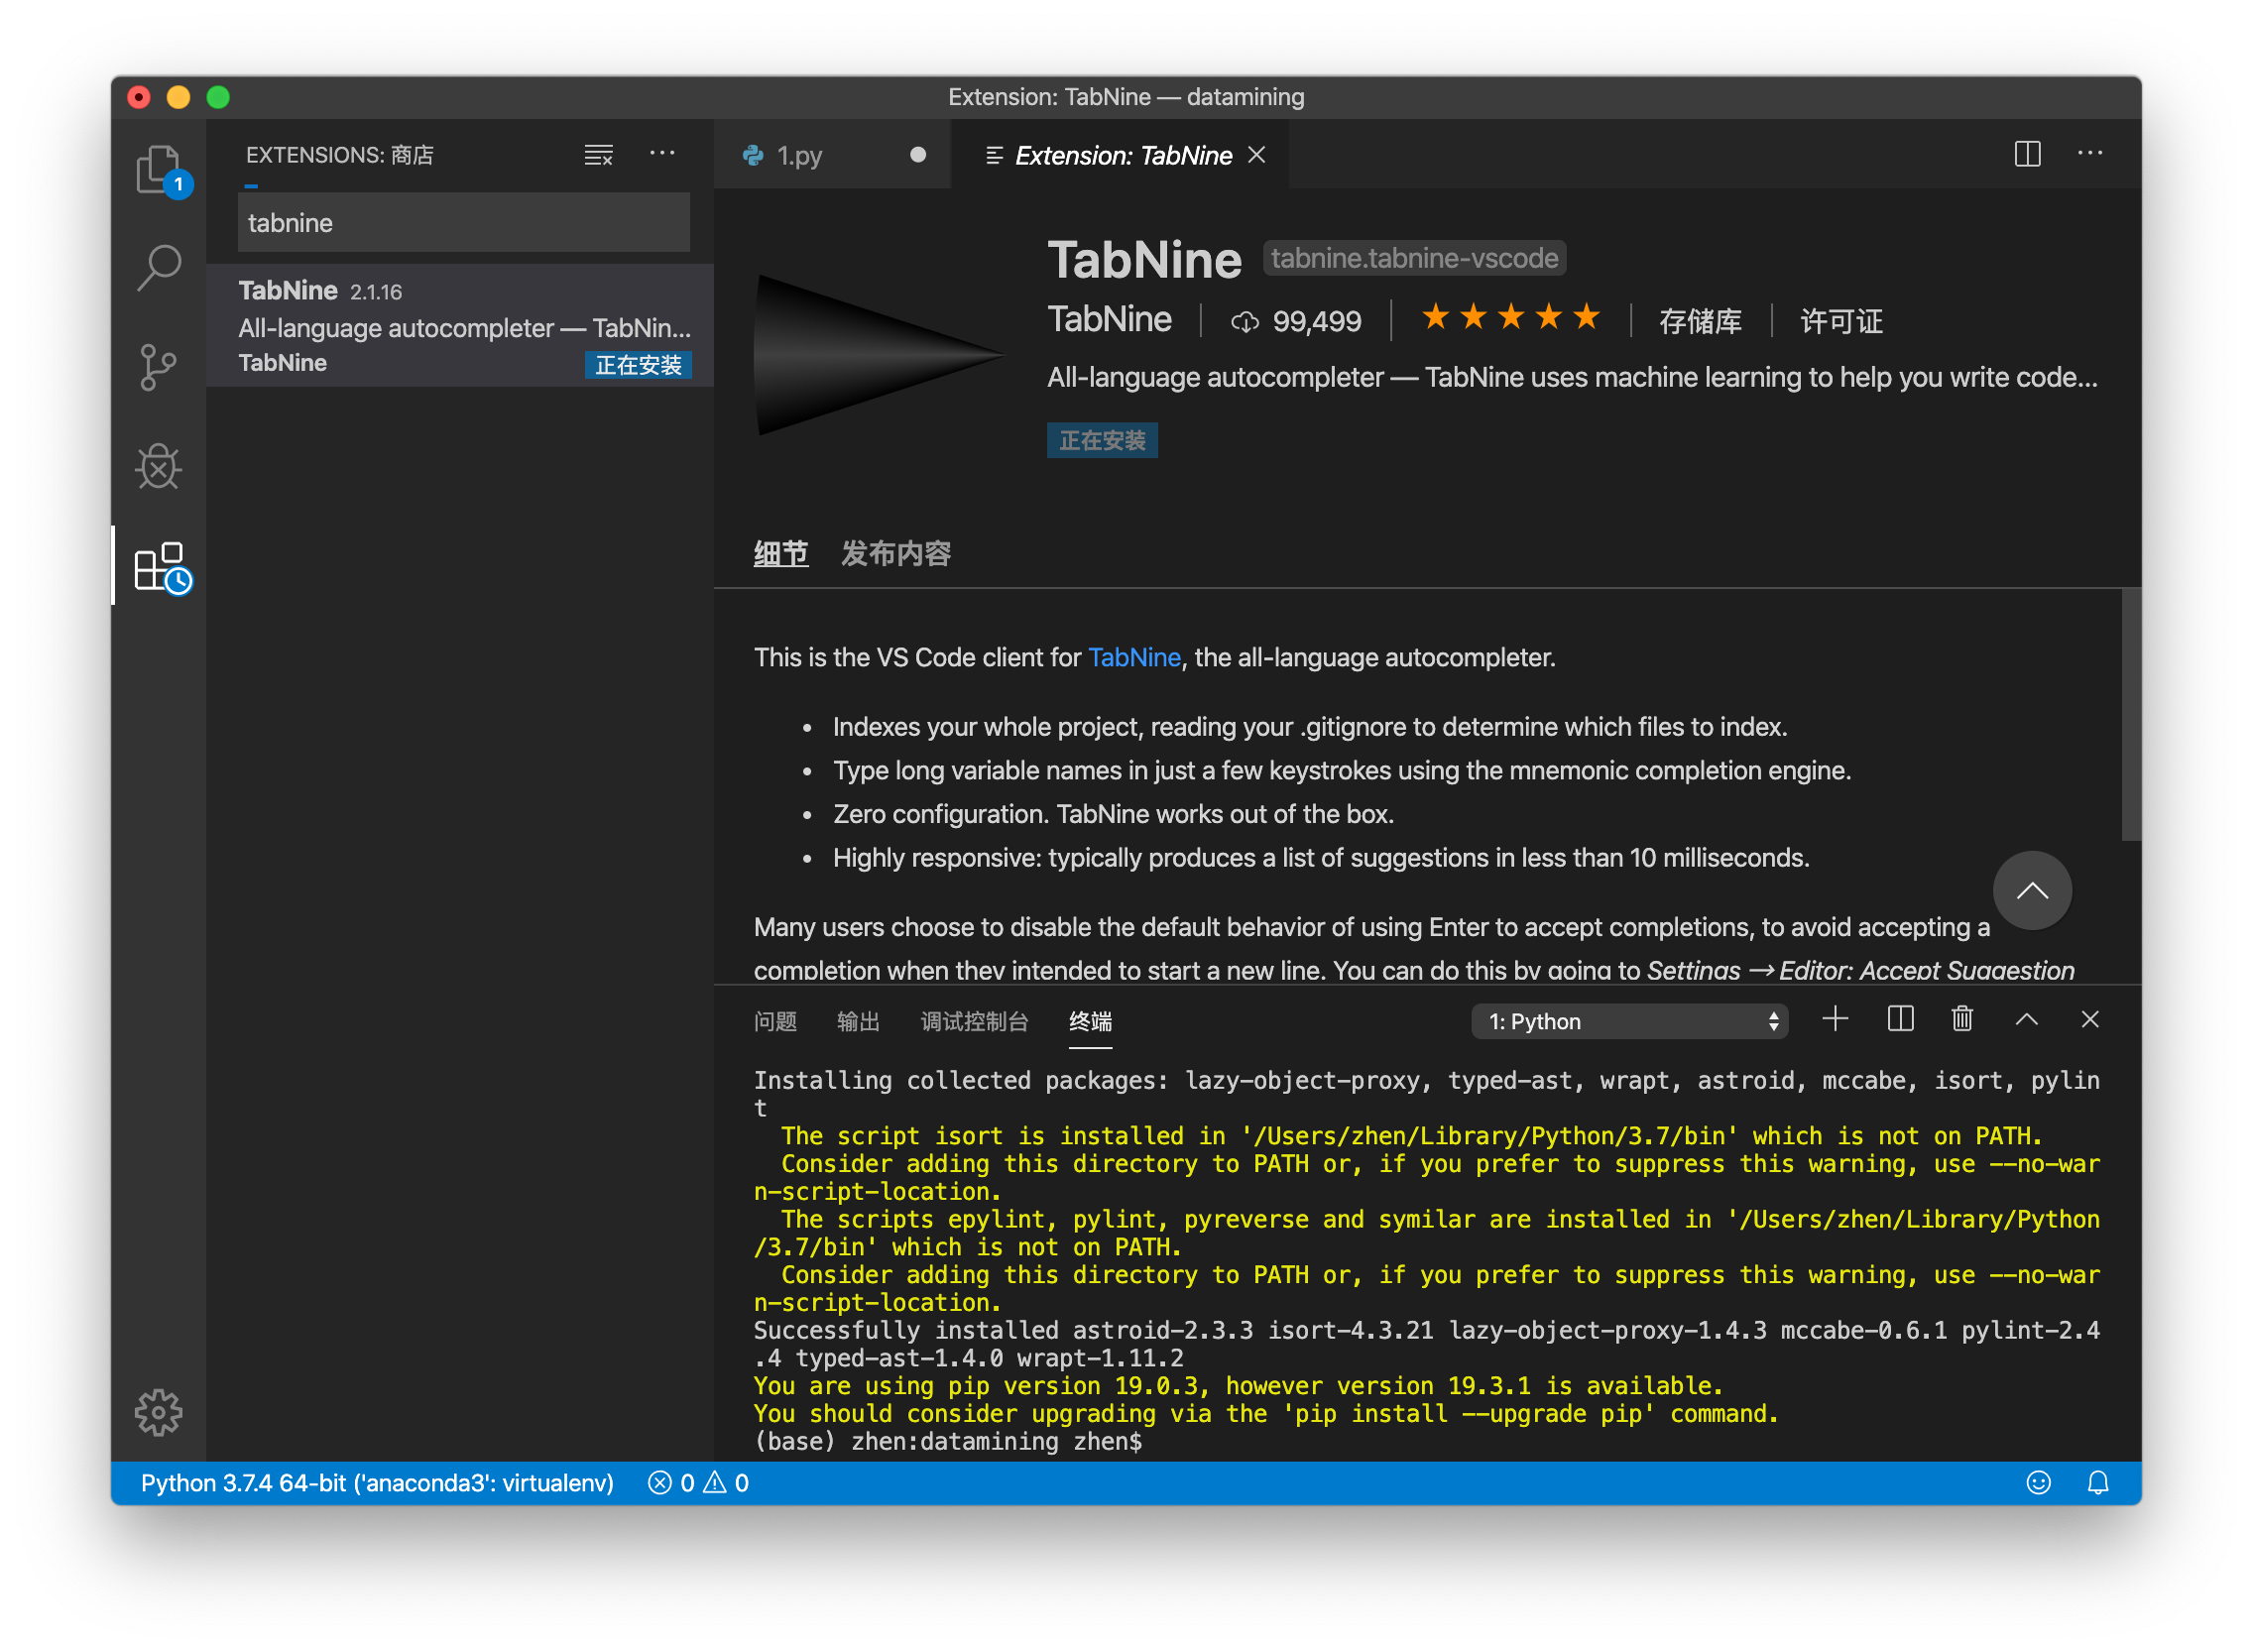 Extension: TabNine — datamining
EXTENSIONS: 商店
1
tabnine
TabNine 2.1.16
All-language autocompleter — TabNin...
TabNine 正在安装
1.py
Extension: TabNine
TabNine tabnine.tabnine-vscode
TabNine 99,499 存储库 许可证
All-language autocompleter — TabNine uses machine learning to help you write code...
正在安装
细节 发布内容
This is the VS Code client for TabNine, the all-language autocompleter.
• Indexes your whole project, reading your .gitignore to determine which files to index.
• Type long variable names in just a few keystrokes using the mnemonic completion engine.
• Zero configuration. TabNine works out of the box.
• Highly responsive: typically produces a list of suggestions in less than 10 milliseconds.
Many users choose to disable the default behavior of using Enter to accept completions, to avoid accepting a
completion when they intended to start a new line. You can do this by going to Settings → Editor: Accept Suggestion
问题 输出 调试控制台 终端 1: Python
Installing collected packages: lazy-object-proxy, typed-ast, wrapt, astroid, mccabe, isort, pylin
t
The script isort is installed in '/Users/zhen/Library/Python/3.7/bin' which is not on PATH.
Consider adding this directory to PATH or, if you prefer to suppress this warning, use --no-war
n-script-location.
The scripts epylint, pylint, pyreverse and symilar are installed in '/Users/zhen/Library/Python
/3.7/bin' which is not on PATH.
Consider adding this directory to PATH or, if you prefer to suppress this warning, use --no-war
n-script-location.
Successfully installed astroid-2.3.3 isort-4.3.21 lazy-object-proxy-1.4.3 mccabe-0.6.1 pylint-2.4
.4 typed-ast-1.4.0 wrapt-1.11.2
You are using pip version 19.0.3, however version 19.3.1 is available.
You should consider upgrading via the 'pip install --upgrade pip' command.
(base) zhen:datamining zhen$
Python 3.7.4 64-bit ('anaconda3': virtualenv) 0 0